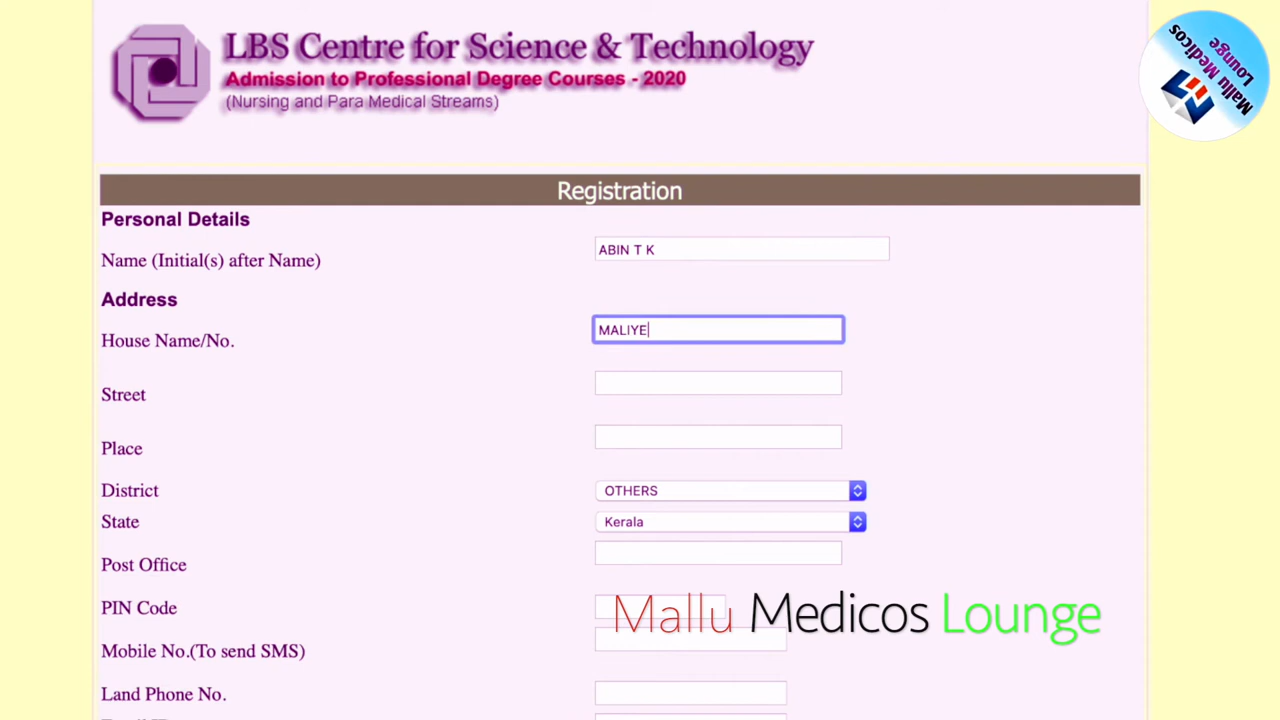 LBS Centre for Science & Technology
Admission to Professional Degree Courses - 2020
(Nursing and Para Medical Streams)
Mallu Medicos
Lounge
Registration
Personal Details
Name (Initial(s) after Name) ABIN T K
Address
House Name/No. MALIYE
Street
Place
District OTHERS
State Kerala
Post Office
PIN Code
Mallu Medicos Lounge
Mobile No.(To send SMS)
Land Phone No.